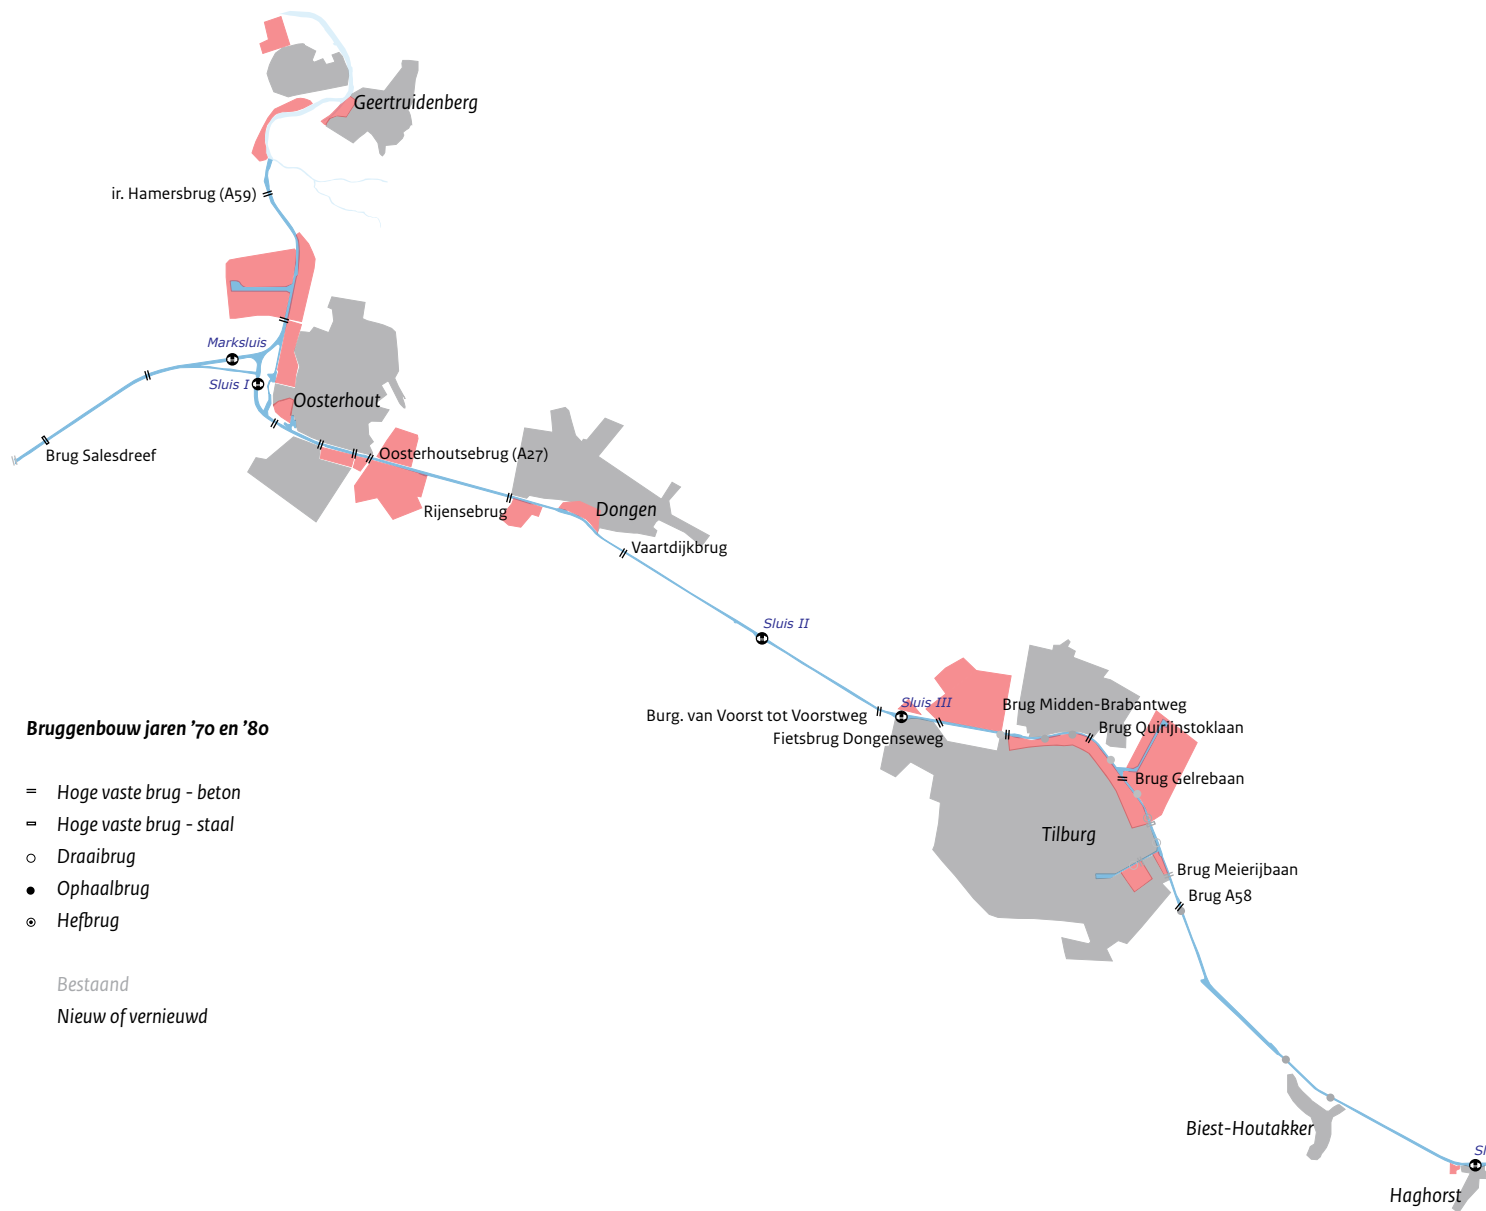 Geertruidenberg
ir. Hamersbrug (A59)
Marksluis
Sluis I
Oosterhout
Brug Salesdreef
Oosterhoutsebrug (A27)
Rijensebrug
Dongen
Vaartdijkbrug
Sluis II
Sluis III
Burg. van Voorst tot Voorstweg
Brug Midden-Brabantweg
Fietsbrug Dongenseweg
Brug Quirijnstoklaan
Brug Gelrebaan
Tilburg
Brug Meierijbaan
Brug A58
Bruggenbouw jaren ’70 en ’80
Hoge vaste brug - beton
Hoge vaste brug - staal
Draaibrug
Ophaalbrug
Hefbrug
Bestaand
Nieuw of vernieuwd
Biest-Houtakker
Sl
Haghorst